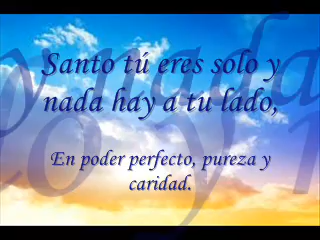 Santo tú eres solo y
nada hay a tu lado,
En poder perfecto, pureza y
caridad.